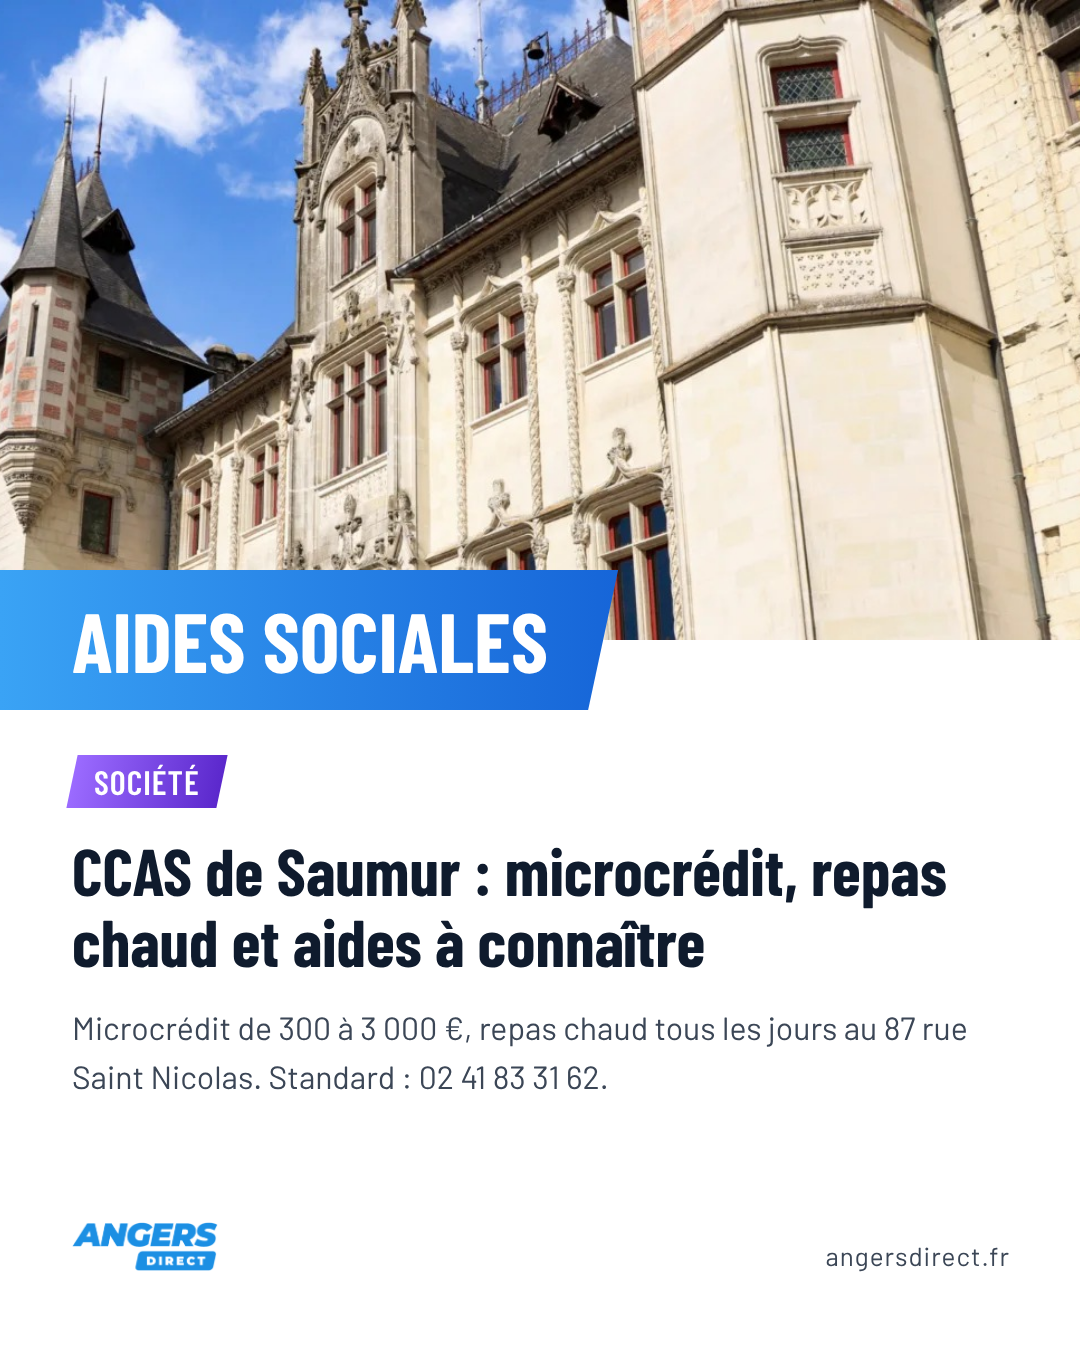 AIDES SOCIALES
SOCIÉTÉ
CCAS de Saumur : microcrédit, repas
chaud et aides à connaître
Microcrédit de 300 à 3 000 €, repas chaud tous les jours au 87 rue
Saint Nicolas. Standard : 02 41 83 31 62.
ANGERS
DIRECT
angersdirect.fr